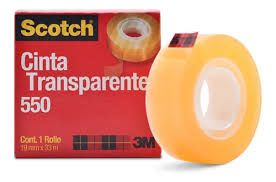 Scotch
Cinta
Transparente
550
Cont. 1 Rollo
19 mm x 33 m
3M